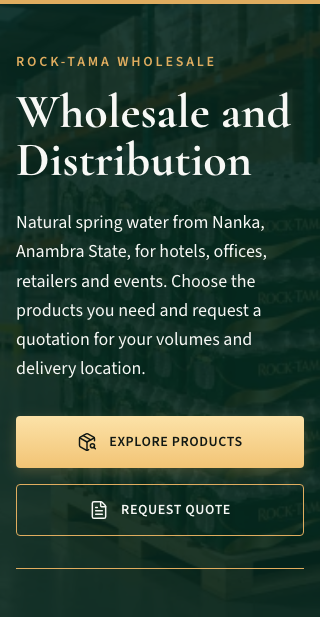 ROCK-TAMA WHOLESALE
Wholesale and
Distribution
Natural spring water from Nanka,
Anambra State, for hotels, offices,
retailers and events. Choose the
products you need and request a
quotation for your volumes and
delivery location.
EXPLORE PRODUCTS
REQUEST QUOTE